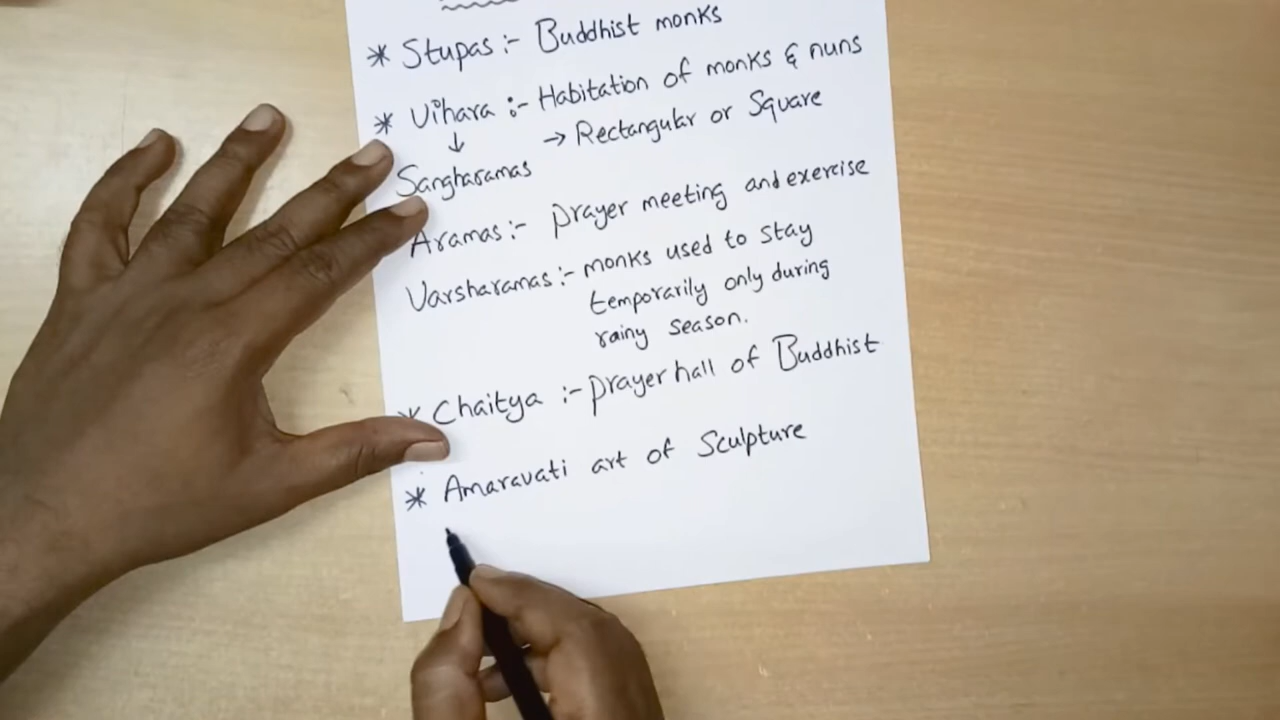 * Stupas :- Buddhist monks
* Vihara :- Habitation of monks & nuns
↓ → Rectangular or Square
Sangharamas
Aramas :- prayer meeting and exercise
Varsharamas :- monks used to stay
temporarily only during
rainy season.
* Chaitya :- prayer hall of Buddhist
* Amaravati art of Sculpture